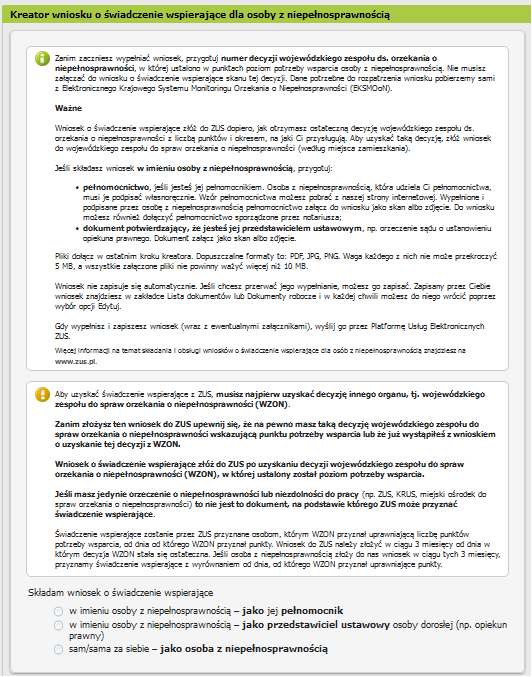 Kreator wniosku o świadczenie wspierające dla osoby z niepełnosprawnością
Zanim zaczniesz wypełniać wniosek, przygotuj numer decyzji wojewódzkiego zespołu ds. orzekania o
niepełnosprawności, w której ustalono w punktach poziom potrzeby wsparcia osoby z niepełnosprawnością. Nie musisz
załączać do wniosku o świadczenie wspierające skanu tej decyzji. Dane potrzebne do rozpatrzenia wniosku pobierzemy sami
z Elektronicznego Krajowego Systemu Monitoringu Orzekania o Niepełnosprawności (EKSMOoN).
Ważne
Wniosek o świadczenie wspierające złóż do ZUS dopiero, jak otrzymasz ostateczną decyzję wojewódzkiego zespołu ds.
orzekania o niepełnosprawności z liczbą punktów i okresem, na jaki Ci przysługują. Aby uzyskać taką decyzję, złóż wniosek
do wojewódzkiego zespołu do spraw orzekania o niepełnosprawności (według miejsca zamieszkania).
Jeśli składasz wniosek w imieniu osoby z niepełnosprawnością, przygotuj:
• pełnomocnictwo, jeśli jesteś jej pełnomocnikiem. Osoba z niepełnosprawnością, która udziela Ci pełnomocnictwa,
musi je podpisać własnoręcznie. Wzór pełnomocnictwa możesz pobrać z naszej strony internetowej. Wypełnione i
podpisane przez osobę z niepełnosprawnością pełnomocnictwo załącz do wniosku jako skan albo zdjęcie. Do wniosku
możesz również dołączyć pełnomocnictwo sporządzone przez notariusza;
• dokument potwierdzający, że jesteś jej przedstawicielem ustawowym, np. orzeczenie sądu o ustanowieniu
opiekuna prawnego. Dokument załącz jako skan albo zdjęcie.
Pliki dołącz w ostatnim kroku kreatora. Dopuszczalne formaty to: PDF, JPG, PNG. Waga każdego z nich nie może przekroczyć
5 MB, a wszystkie załączone pliki nie powinny ważyć więcej niż 10 MB.
Wniosek nie zapisuje się automatycznie. Jeśli chcesz przerwać jego wypełnianie, możesz go zapisać. Zapisany przez Ciebie
wniosek znajdziesz w zakładce Lista dokumentów lub Dokumenty robocze i w każdej chwili możesz do niego wrócić poprzez
wybór opcji Edytuj.
Gdy wypełnisz i zapiszesz wniosek (wraz z ewentualnymi załącznikami), wyślij go przez Platformę Usług Elektronicznych
ZUS.
Więcej informacji na temat składania i obsługi wniosków o świadczenie wspierające dla osób z niepełnosprawnością znajdziesz na
www.zus.pl.
Aby uzyskać świadczenie wspierające z ZUS, musisz najpierw uzyskać decyzję innego organu, tj. wojewódzkiego
zespołu do spraw orzekania o niepełnosprawności (WZON).
Zanim złożysz ten wniosek do ZUS upewnij się, że na pewno masz taką decyzję wojewódzkiego zespołu do
spraw orzekania o niepełnosprawności wskazującą punktu potrzeby wsparcia lub że już wystąpiłeś z wnioskiem
o uzyskanie tej decyzji z WZON.
Wniosek o świadczenie wspierające złóż do ZUS po uzyskaniu decyzji wojewódzkiego zespołu do spraw
orzekania o niepełnosprawności (WZON), w której ustalony został poziom potrzeby wsparcia.
Jeśli masz jedynie orzeczenie o niepełnosprawności lub niezdolności do pracy (np. ZUS, KRUS, miejski ośrodek do
spraw orzekania o niepełnosprawności) to nie jest to dokument, na podstawie którego ZUS może przyznać
świadczenie wspierające.
Świadczenie wspierające zostanie przez ZUS przyznane osobom, którym WZON przyznał uprawniającą liczbę punktów
potrzeby wsparcia, od dnia od którego WZON przyznał punkty. Wniosek do ZUS należy złożyć w ciągu 3 miesięcy od dnia w
którym decyzja WZON stała się ostateczna. Jeśli osoba z niepełnosprawnością złoży do nas wniosek w ciągu tych 3 miesięcy,
przyznamy świadczenie wspierające z wyrównaniem od dnia, od którego WZON przyznał uprawniające punkty.
Składam wniosek o świadczenie wspierające
w imieniu osoby z niepełnosprawnością – jako jej pełnomocnik
w imieniu osoby z niepełnosprawnością – jako przedstawiciel ustawowy osoby dorosłej (np. opiekun
prawny)
sam/sama za siebie – jako osoba z niepełnosprawnością